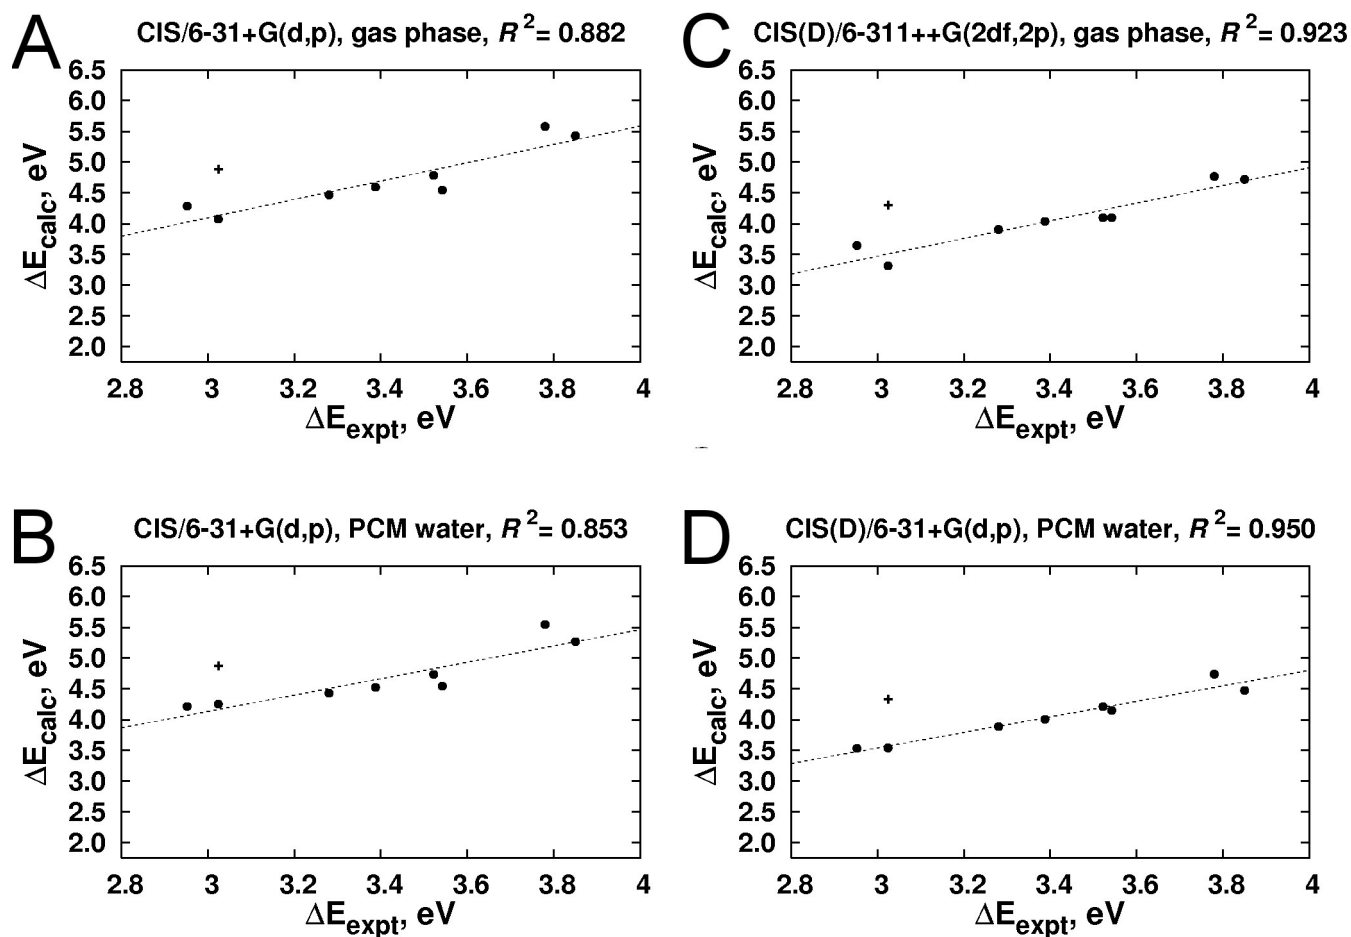 A
CIS/6-31+G(d,p), gas phase, R² = 0.882
6.5
6.0
5.5
5.0
4.5
4.0
3.5
3.0
2.5
2.0
ΔE_calc, eV
2.8 3 3.2 3.4 3.6 3.8 4
ΔE_expt, eV
C
CIS(D)/6-311++G(2df,2p), gas phase, R² = 0.923
6.5
6.0
5.5
5.0
4.5
4.0
3.5
3.0
2.5
2.0
ΔE_calc, eV
2.8 3 3.2 3.4 3.6 3.8 4
ΔE_expt, eV
B
CIS/6-31+G(d,p), PCM water, R² = 0.853
6.5
6.0
5.5
5.0
4.5
4.0
3.5
3.0
2.5
2.0
ΔE_calc, eV
2.8 3 3.2 3.4 3.6 3.8 4
ΔE_expt, eV
D
CIS(D)/6-31+G(d,p), PCM water, R² = 0.950
6.5
6.0
5.5
5.0
4.5
4.0
3.5
3.0
2.5
2.0
ΔE_calc, eV
2.8 3 3.2 3.4 3.6 3.8 4
ΔE_expt, eV